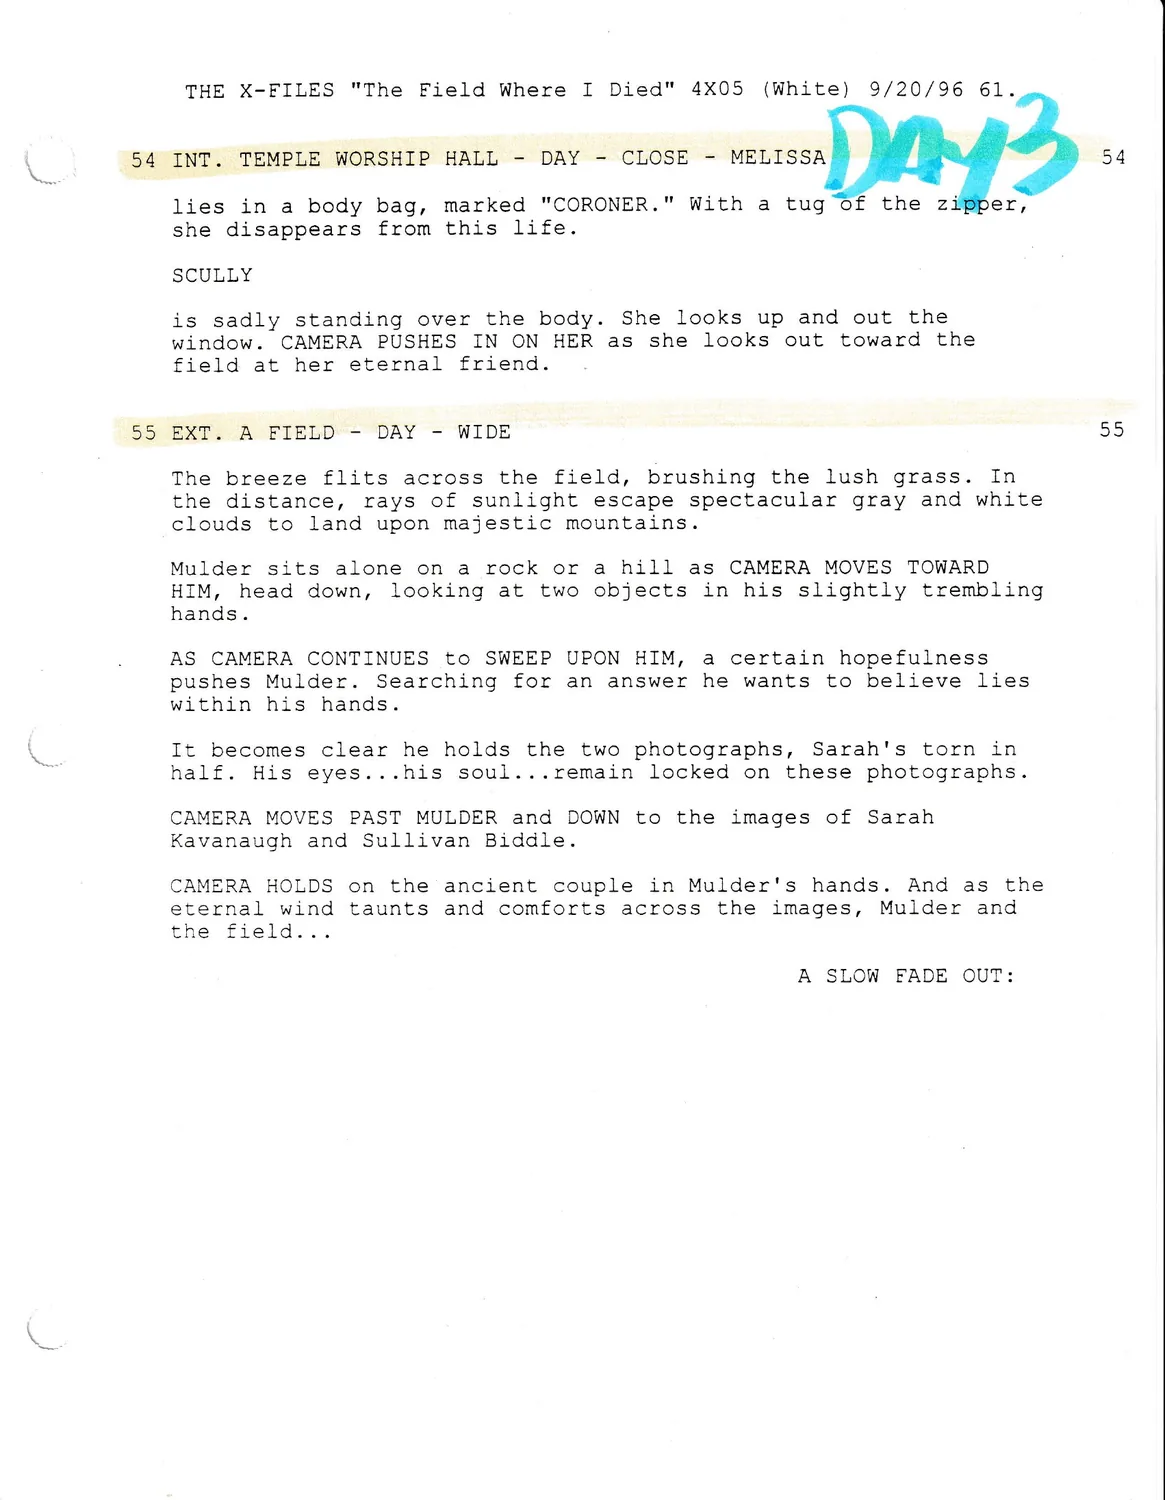 THE X-FILES "The Field Where I Died" 4X05 (White) 9/20/96 61.
DAY 3
54 INT. TEMPLE WORSHIP HALL - DAY - CLOSE - MELISSA 54
lies in a body bag, marked "CORONER." With a tug of the zipper,
she disappears from this life.
SCULLY
is sadly standing over the body. She looks up and out the
window. CAMERA PUSHES IN ON HER as she looks out toward the
field at her eternal friend.
55 EXT. A FIELD - DAY - WIDE 55
The breeze flits across the field, brushing the lush grass. In
the distance, rays of sunlight escape spectacular gray and white
clouds to land upon majestic mountains.
Mulder sits alone on a rock or a hill as CAMERA MOVES TOWARD
HIM, head down, looking at two objects in his slightly trembling
hands.
AS CAMERA CONTINUES to SWEEP UPON HIM, a certain hopefulness
pushes Mulder. Searching for an answer he wants to believe lies
within his hands.
It becomes clear he holds the two photographs, Sarah's torn in
half. His eyes...his soul...remain locked on these photographs.
CAMERA MOVES PAST MULDER and DOWN to the images of Sarah
Kavanaugh and Sullivan Biddle.
CAMERA HOLDS on the ancient couple in Mulder's hands. And as the
eternal wind taunts and comforts across the images, Mulder and
the field...
A SLOW FADE OUT: